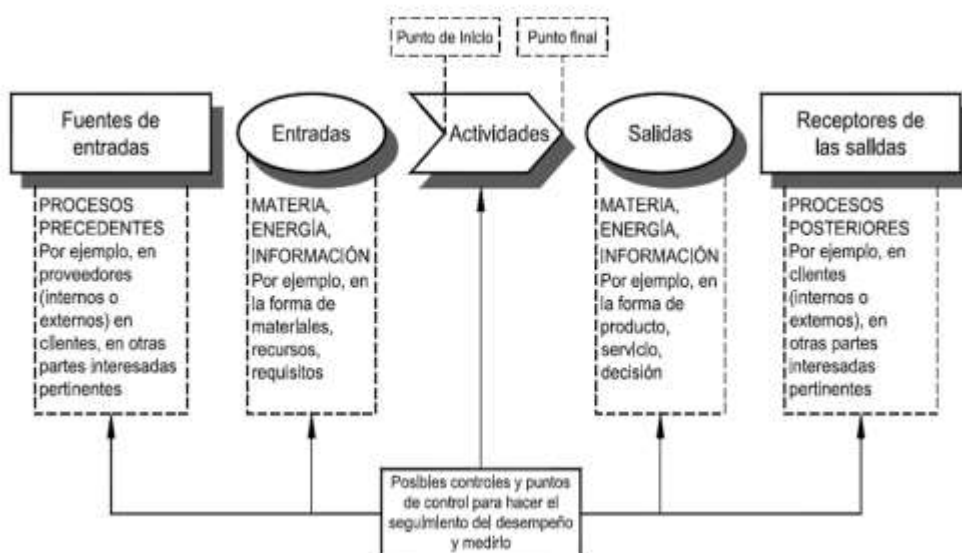 Punto de Inicio
Punto final
Fuentes de
entradas
Entradas
Actividades
Salidas
Receptores de
las salidas
PROCESOS
PRECEDENTES
Por ejemplo, en
proveedores
(internos o
externos) en
clientes, en otras
partes interesadas
pertinentes
MATERIA,
ENERGÍA,
INFORMACIÓN
Por ejemplo, en
la forma de
materiales,
recursos,
requisitos
MATERIA,
ENERGÍA,
INFORMACIÓN
Por ejemplo, en
la forma de
producto,
servicio,
decisión
PROCESOS
POSTERIORES
Por ejemplo, en
clientes
(internos o
externos), en
otras partes
interesadas
pertinentes
Posibles controles y puntos
de control para hacer el
seguimiento del desempeño
y medirlo